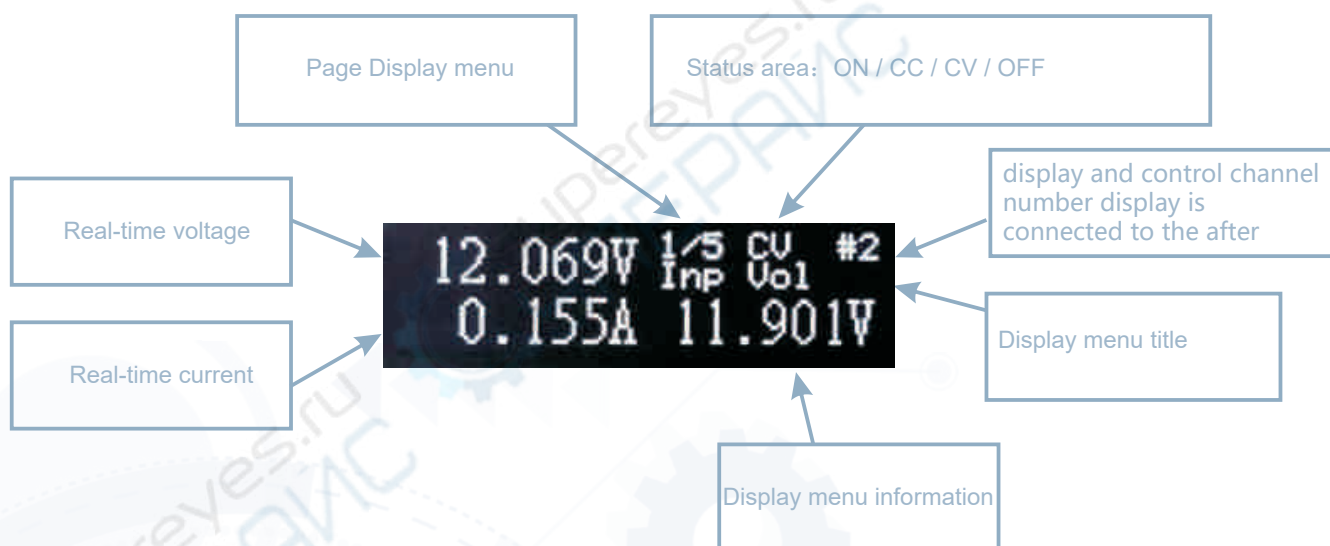 Page Display menu
Status area：ON / CC / CV / OFF
display and control channel
number display is
connected to the after
Real-time voltage
12.069V 1/5 CV #2
Inp Vol
0.155A 11.901V
Display menu title
Real-time current
Display menu information